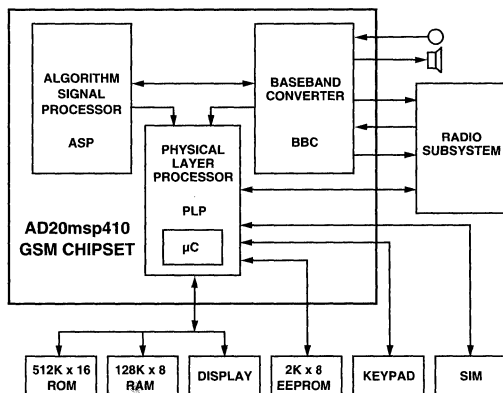 ALGORITHM
SIGNAL
PROCESSOR
ASP
BASEBAND
CONVERTER
BBC
RADIO
SUBSYSTEM
PHYSICAL
LAYER
PROCESSOR
PLP
µC
AD20msp410
GSM CHIPSET
512K x 16
ROM
128K x 8
RAM
DISPLAY
2K x 8
EEPROM
KEYPAD
SIM